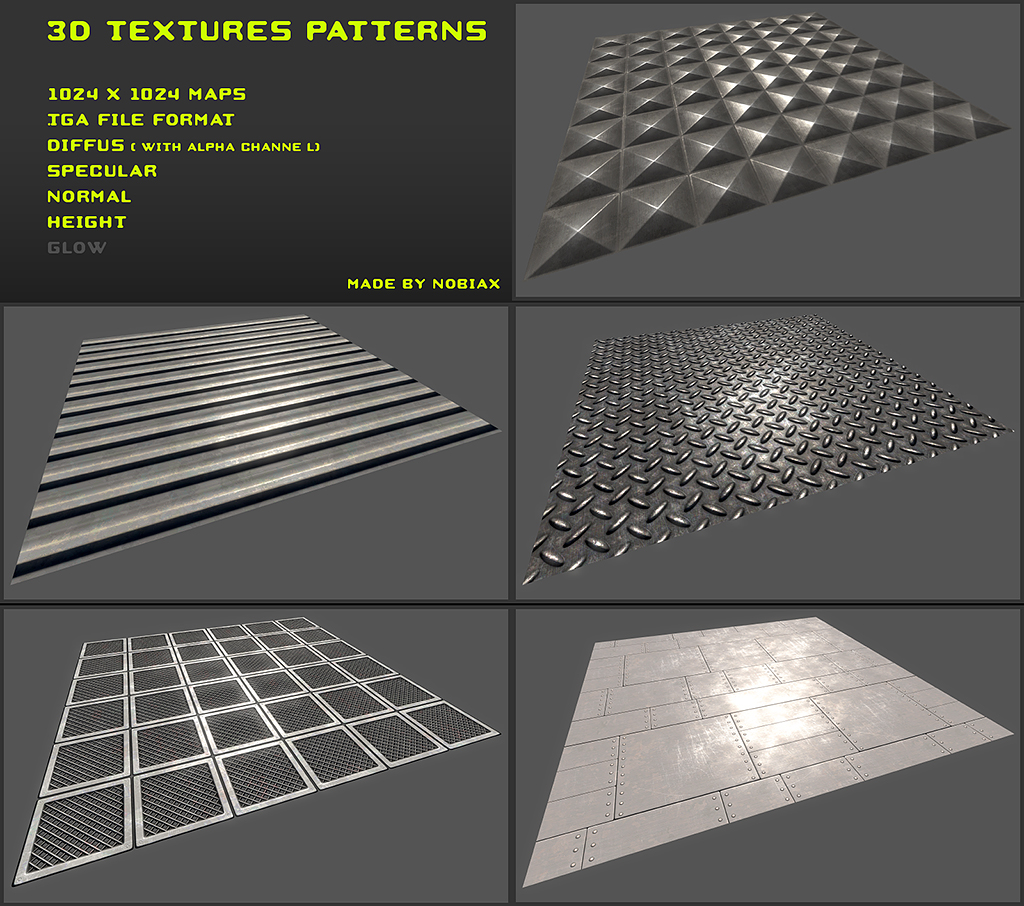 3D TEXTURES PATTERNS
1024 X 1024 MAPS
TGA FILE FORMAT
DIFFUS ( WITH ALPHA CHANNE L)
SPECULAR
NORMAL
HEIGHT
GLOW
MADE BY NOBIAX